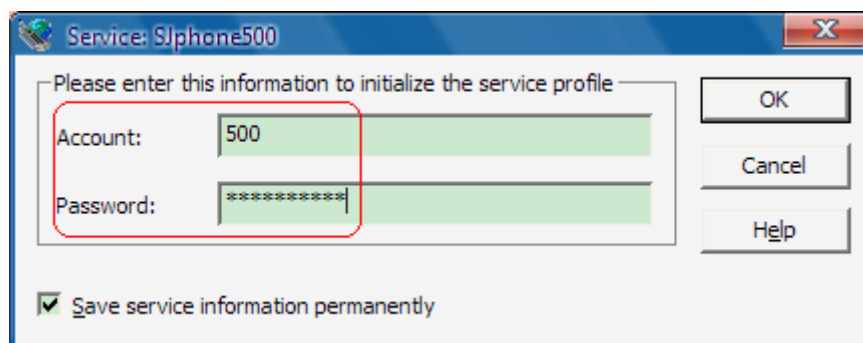 Service: SJphone500
Please enter this information to initialize the service profile
Account: 500
Password: **********
OK
Cancel
Help
Save service information permanently